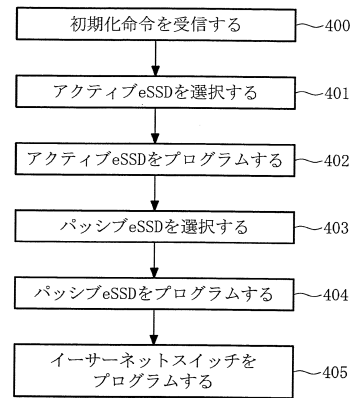 初期化命令を受信する
400
アクティブeSSDを選択する
401
アクティブeSSDをプログラムする
402
パッシブeSSDを選択する
403
パッシブeSSDをプログラムする
404
イーサーネットスイッチを
プログラムする
405